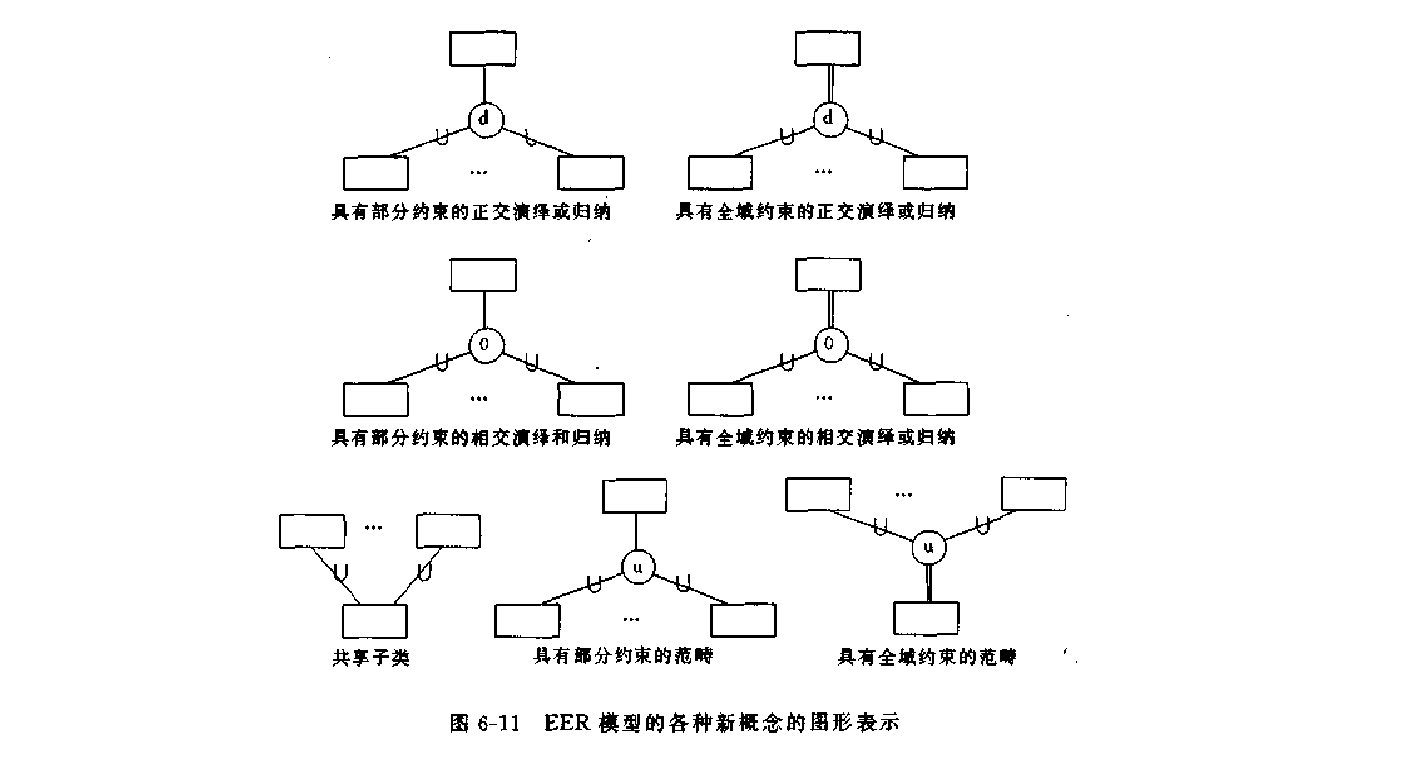 d
d
U
U
U
U
…
…
具有部分约束的正交演绎或归纳
具有全域约束的正交演绎或归纳
0
0
U
U
U
U
…
…
具有部分约束的相交演绎和归纳
具有全域约束的相交演绎或归纳
…
…
U
U
u
U
U
u
U
U
…
共享子类
具有部分约束的范畴
具有全域约束的范畴
图 6-11 EER 模型的各种新概念的图形表示